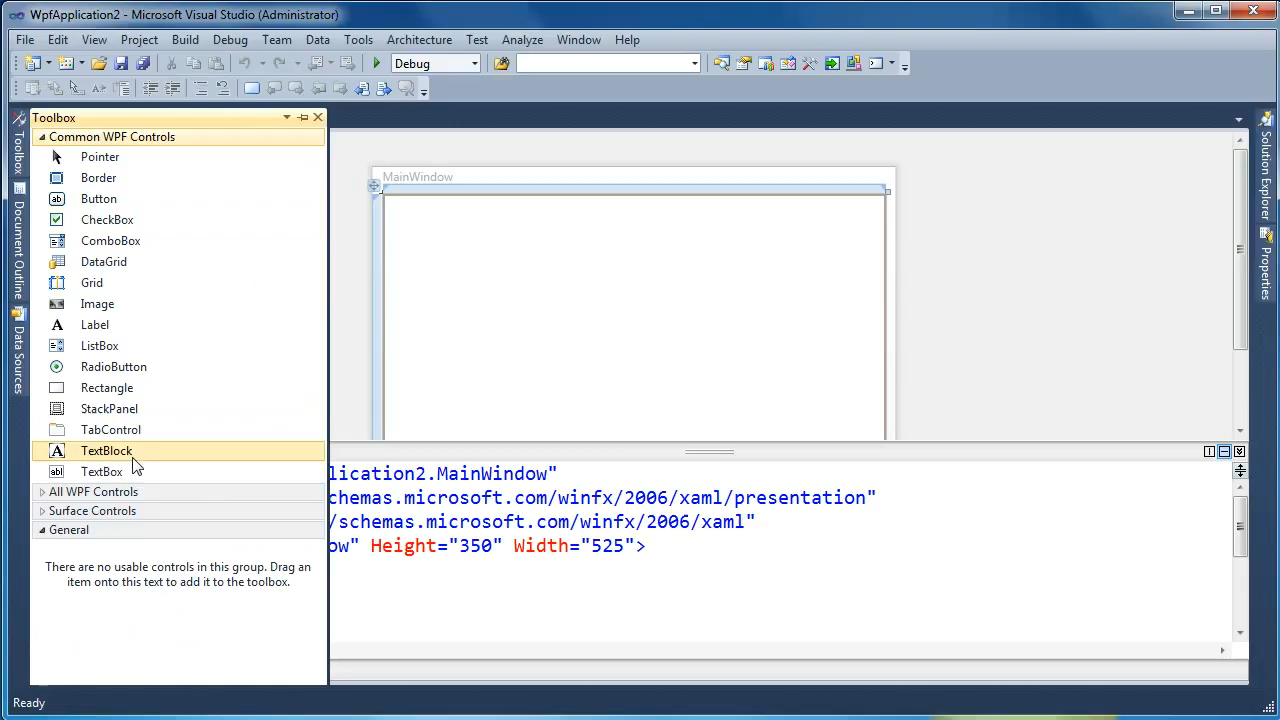 WpfApplication2 - Microsoft Visual Studio (Administrator)
File Edit View Project Build Debug Team Data Tools Architecture Test Analyze Window Help
Debug
Toolbox
Common WPF Controls
Pointer
Border
Button
CheckBox
ComboBox
DataGrid
Grid
Image
Label
ListBox
RadioButton
Rectangle
StackPanel
TabControl
TextBlock
TextBox
All WPF Controls
Surface Controls
General
There are no usable controls in this group. Drag an
item onto this text to add it to the toolbox.
Toolbox
Document Outline
Data Sources
MainWindow
lication2.MainWindow"
chemas.microsoft.com/winfx/2006/xaml/presentation"
/schemas.microsoft.com/winfx/2006/xaml"
ow" Height="350" Width="525">
Solution Explorer
Properties
Ready